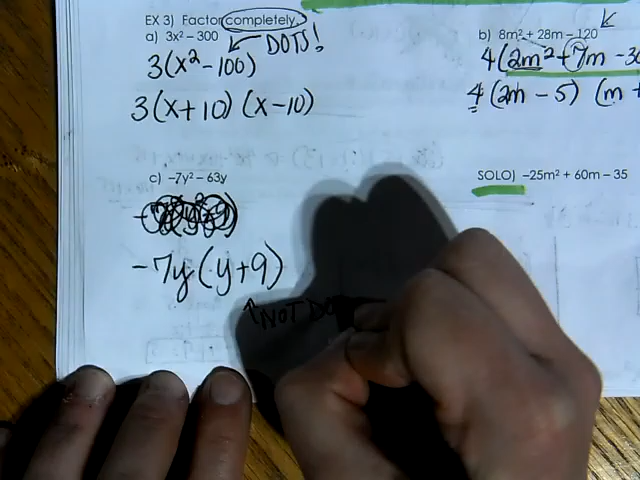 EX 3) Factor completely.
a) 3x² – 300
DOTS!
3(x² – 100)
3(x + 10) (x – 10)
b) 8m² + 28m – 120
4(2m² + 7m – 30
4(2m – 5) (m +
c) –7y² – 63y
–7y(y + 9)
↑ NOT
SOLO) –25m² + 60m – 35